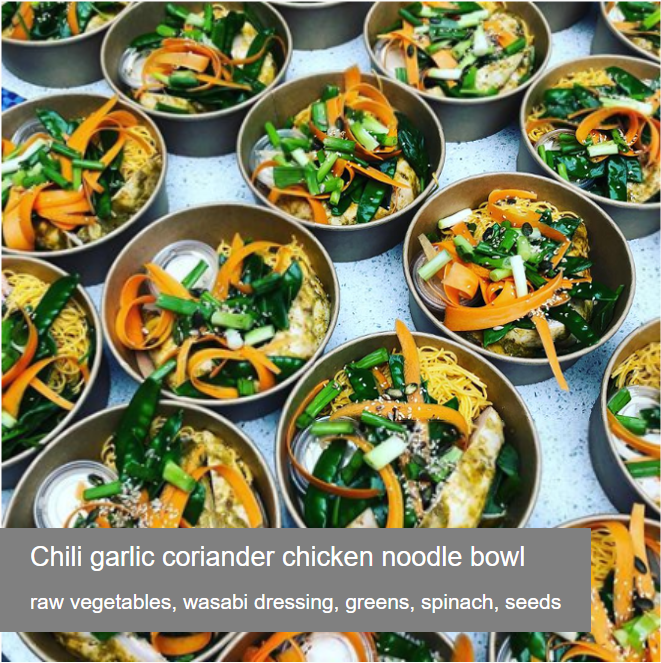 Chili garlic coriander chicken noodle bowl
raw vegetables, wasabi dressing, greens, spinach, seeds